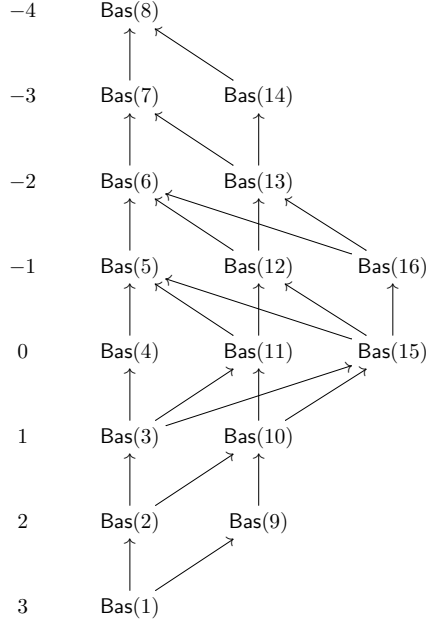 −4 Bas(8)
−3 Bas(7) Bas(14)
−2 Bas(6) Bas(13)
−1 Bas(5) Bas(12) Bas(16)
0 Bas(4) Bas(11) Bas(15)
1 Bas(3) Bas(10)
2 Bas(2) Bas(9)
3 Bas(1)